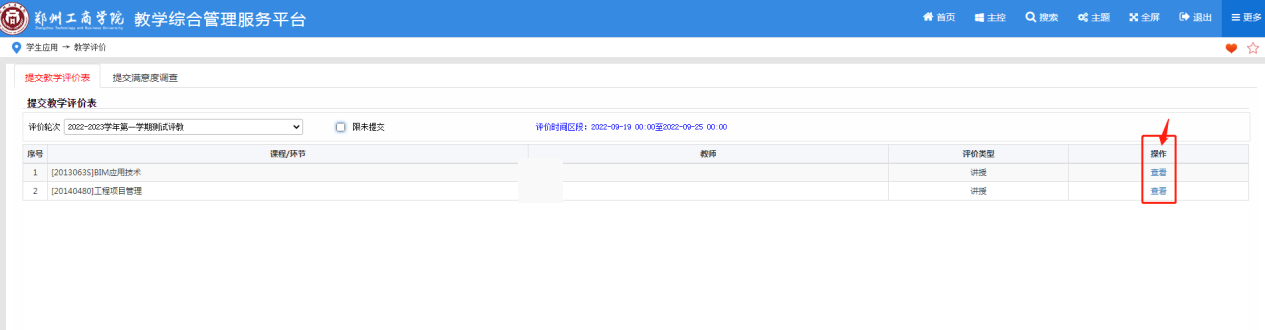 郑州工商学院 教学综合管理服务平台 首页 主控 搜索 主题 全屏 退出 更多
学生应用 → 教学评价
提交教学评价表 提交满意度调查
提交教学评价表
评价轮次 2022-2023学年第一学期测试评教 限未提交 评价时间区段：2022-09-19 00:00至2022-09-25 00:00
序号 课程/环节 教师 评价类型 操作
1 [2013063S]BIM应用技术 讲授 查看
2 [20140480]工程项目管理 讲授 查看